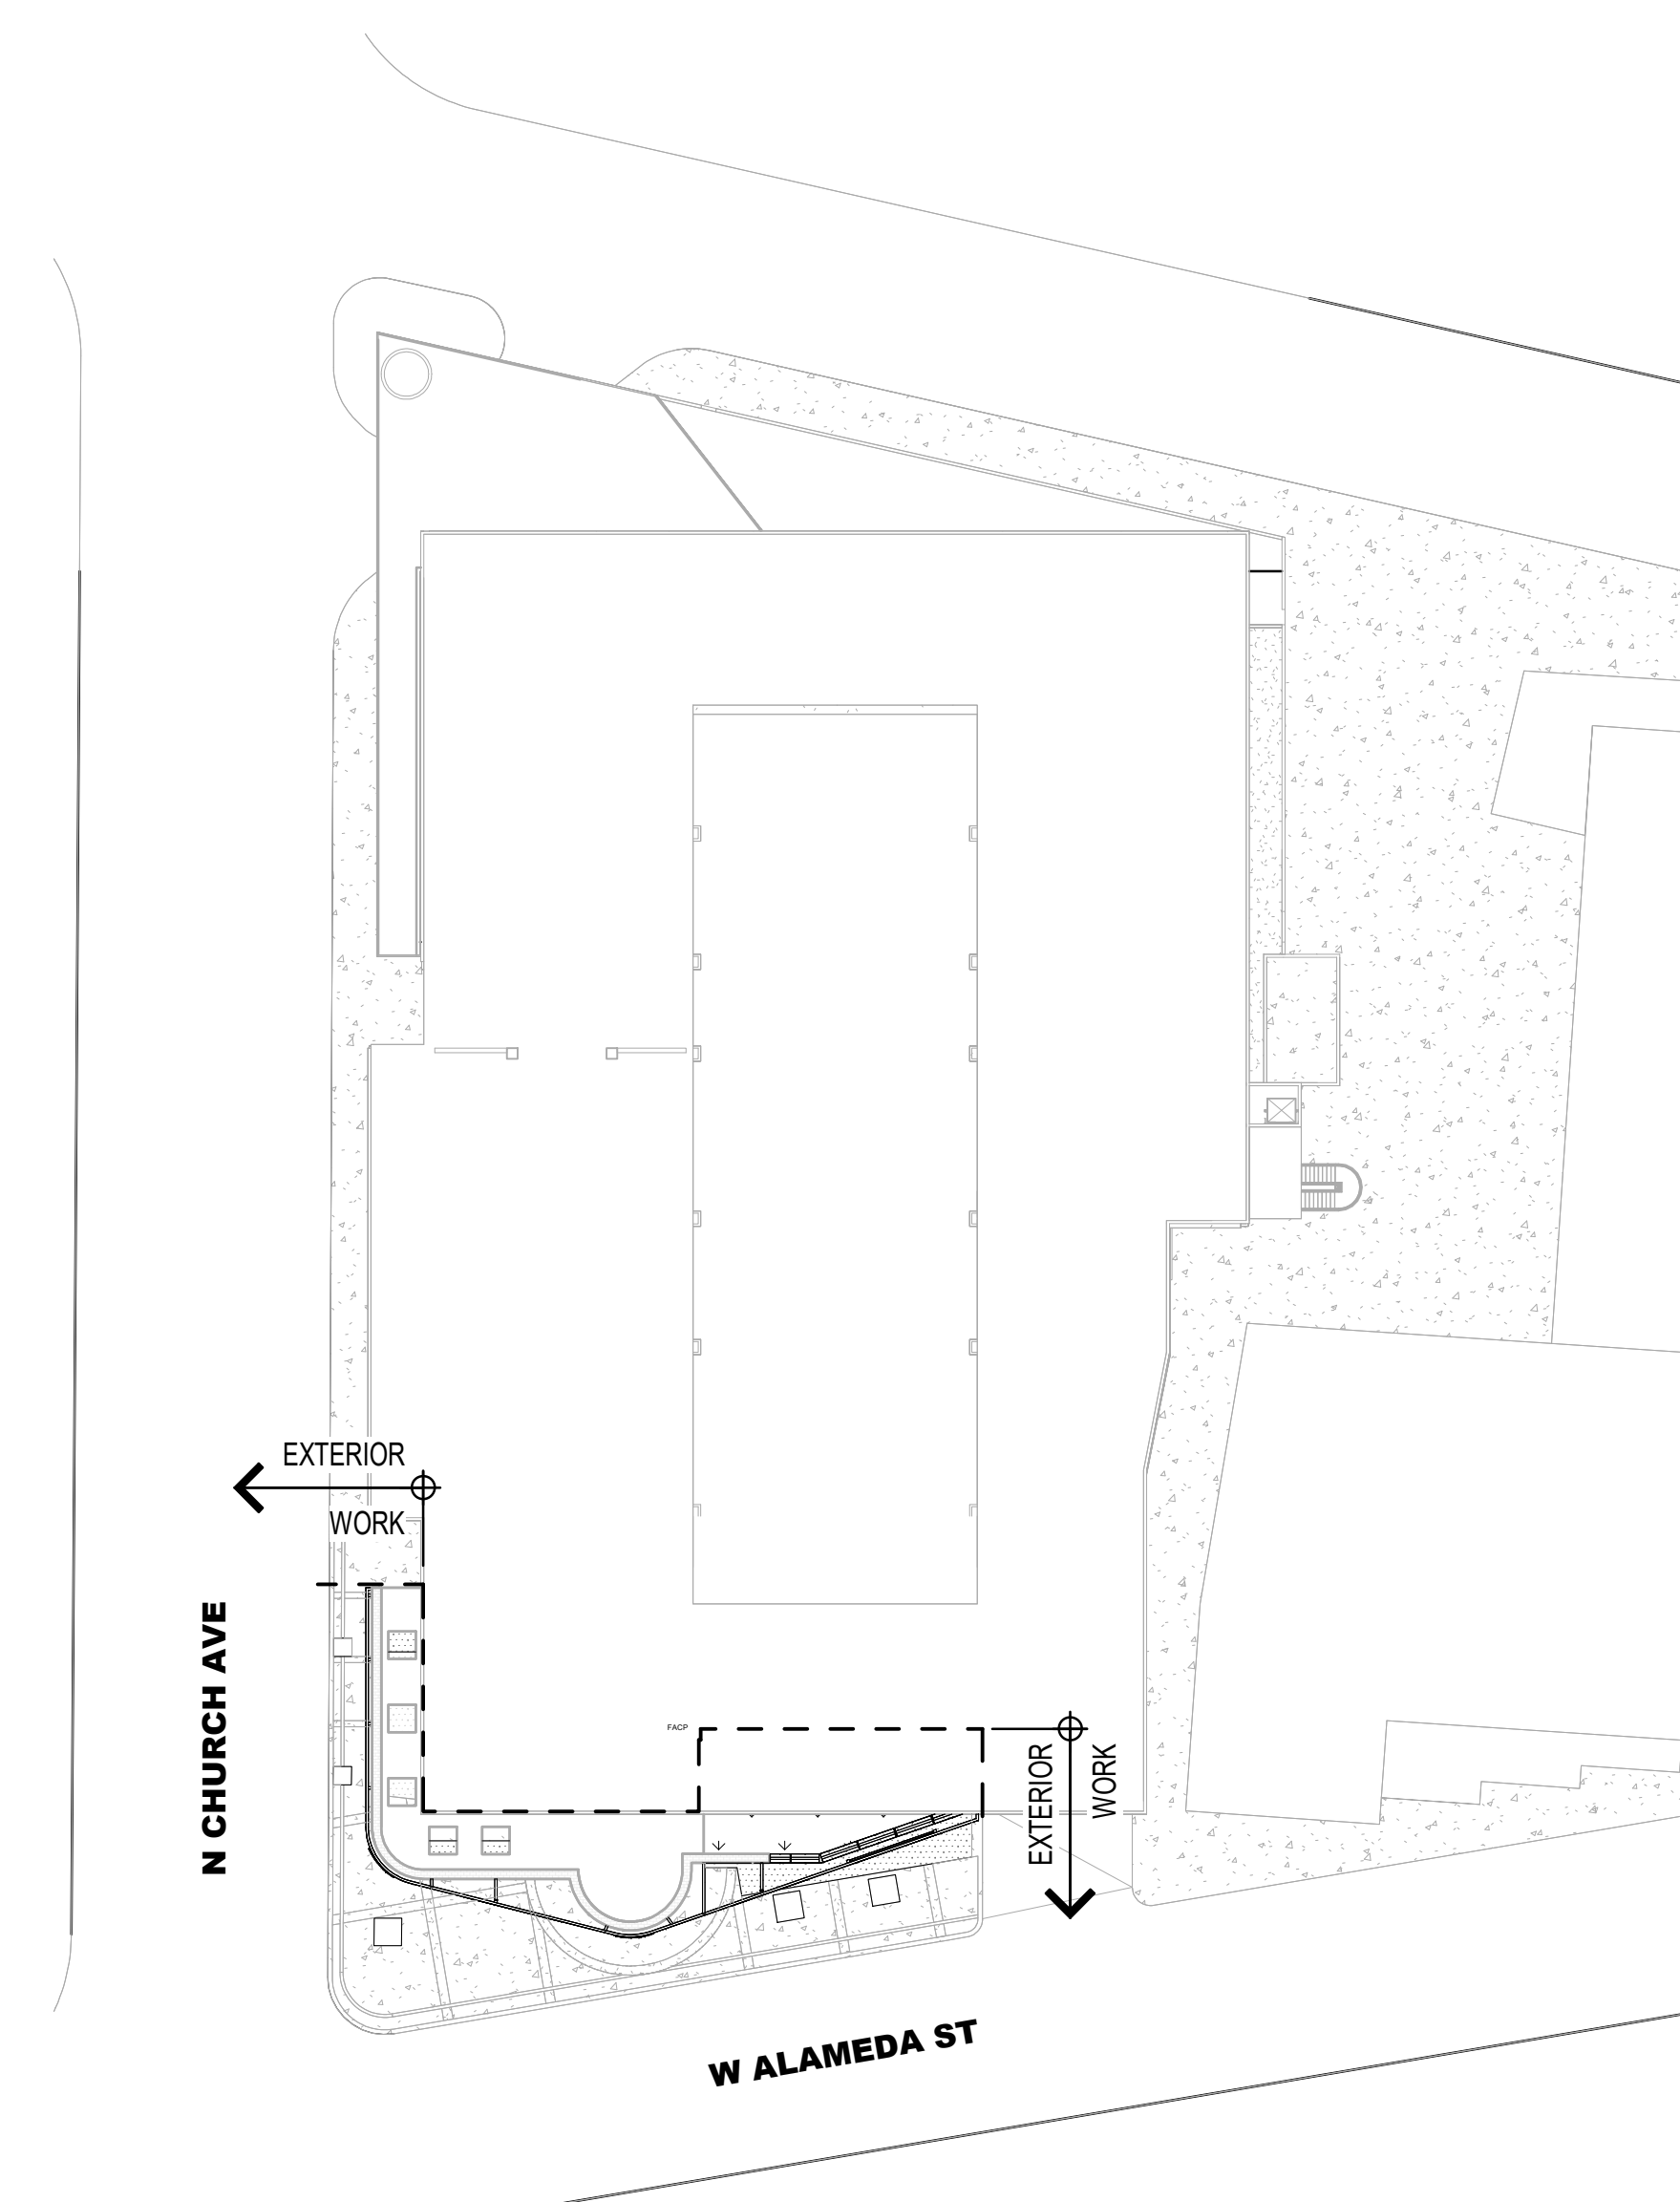 EXTERIOR
WORK
N CHURCH AVE
FACP
EXTERIOR
WORK
W ALAMEDA ST